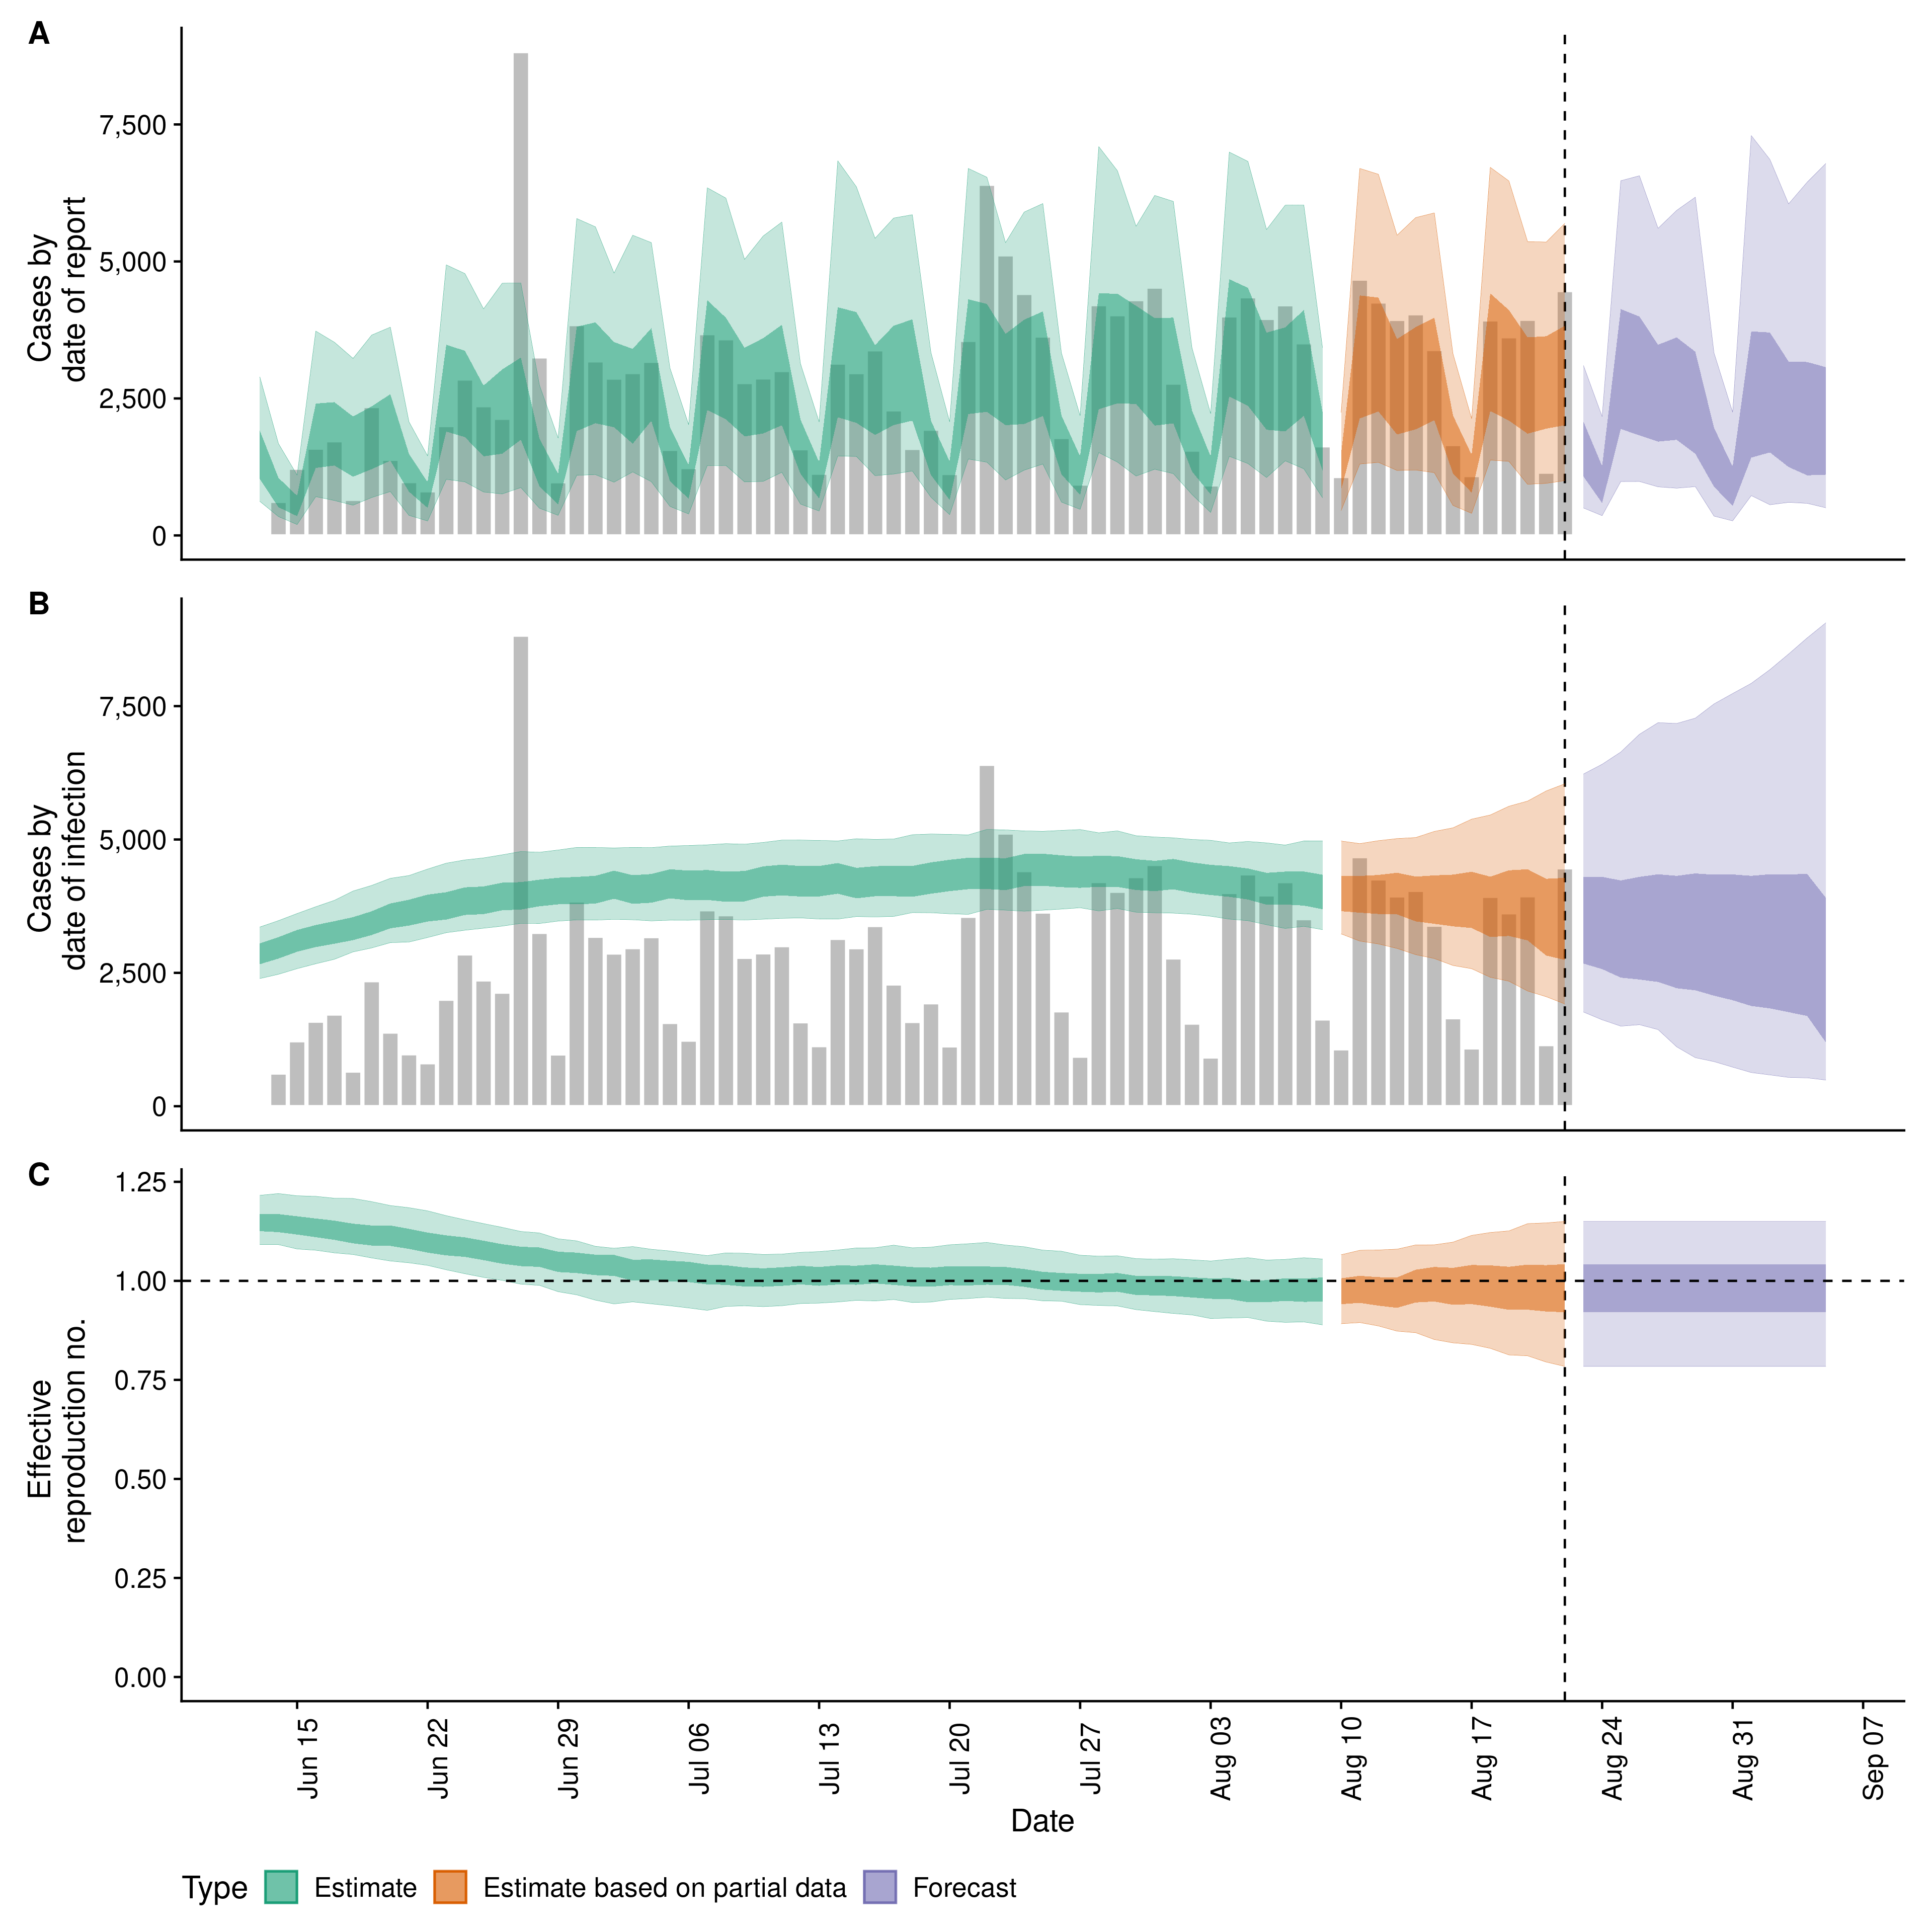 A
Cases by
date of report
7,500
5,000
2,500
0
B
Cases by
date of infection
7,500
5,000
2,500
0
C
Effective
reproduction no.
1.25
1.00
0.75
0.50
0.25
0.00
Jun 15
Jun 22
Jun 29
Jul 06
Jul 13
Jul 20
Jul 27
Aug 03
Aug 10
Aug 17
Aug 24
Aug 31
Sep 07
Date
Type Estimate Estimate based on partial data Forecast